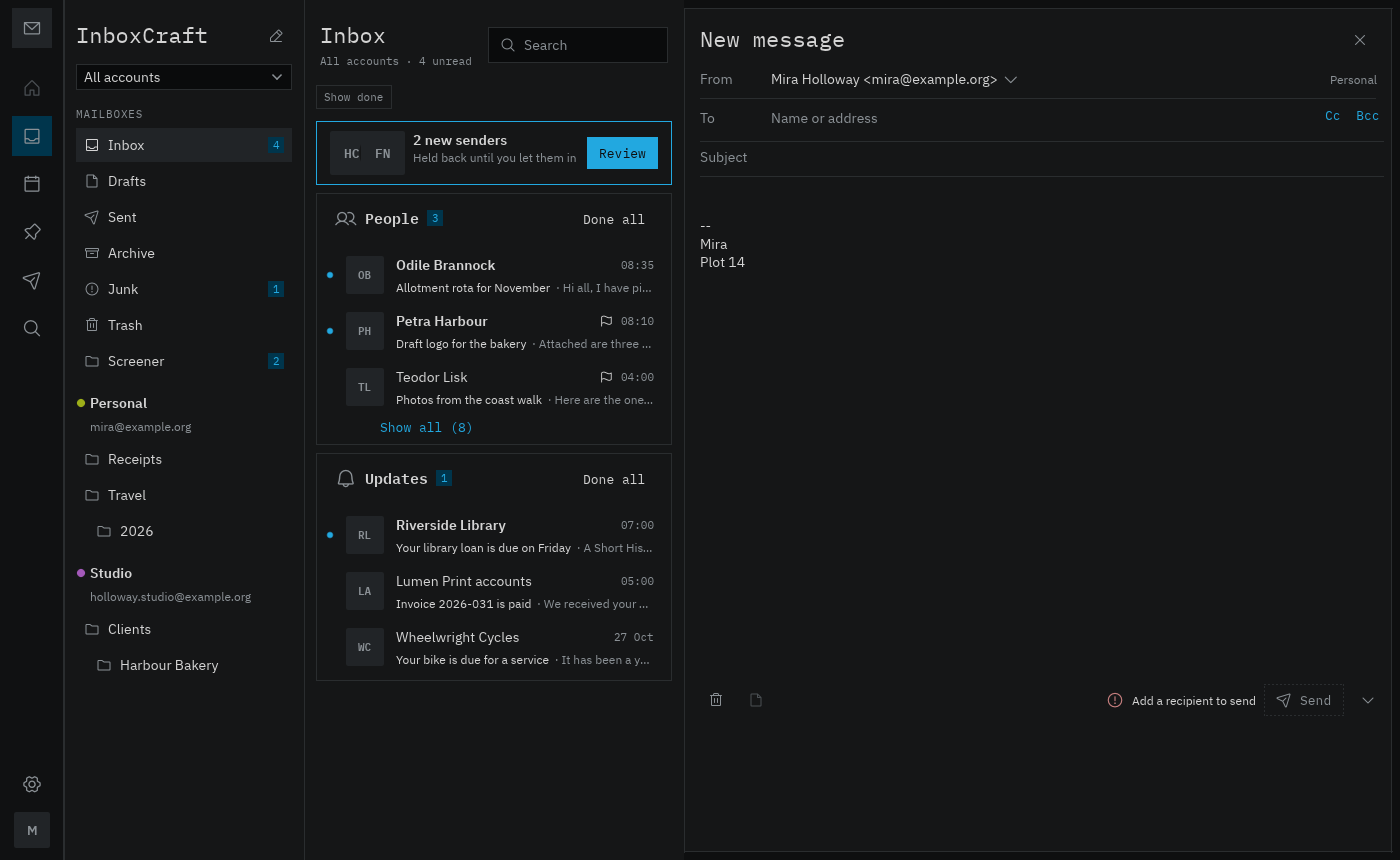 InboxCraft
All accounts
MAILBOXES
Inbox 4
Drafts
Sent
Archive
Junk 1
Trash
Screener 2
Personal
mira@example.org
Receipts
Travel
2026
Studio
holloway.studio@example.org
Clients
Harbour Bakery
M
Inbox
All accounts · 4 unread
Search
Show done
HC FN
2 new senders
Held back until you let them in
Review
People 3 Done all
OB
Odile Brannock 08:35
Allotment rota for November · Hi all, I have pi...
PH
Petra Harbour 08:10
Draft logo for the bakery · Attached are three ...
TL
Teodor Lisk 04:00
Photos from the coast walk · Here are the one...
Show all (8)
Updates 1 Done all
RL
Riverside Library 07:00
Your library loan is due on Friday · A Short His...
LA
Lumen Print accounts 05:00
Invoice 2026-031 is paid · We received your ...
WC
Wheelwright Cycles 27 Oct
Your bike is due for a service · It has been a y...
New message
From Mira Holloway <mira@example.org> Personal
To Name or address Cc Bcc
Subject
--
Mira
Plot 14
Add a recipient to send Send